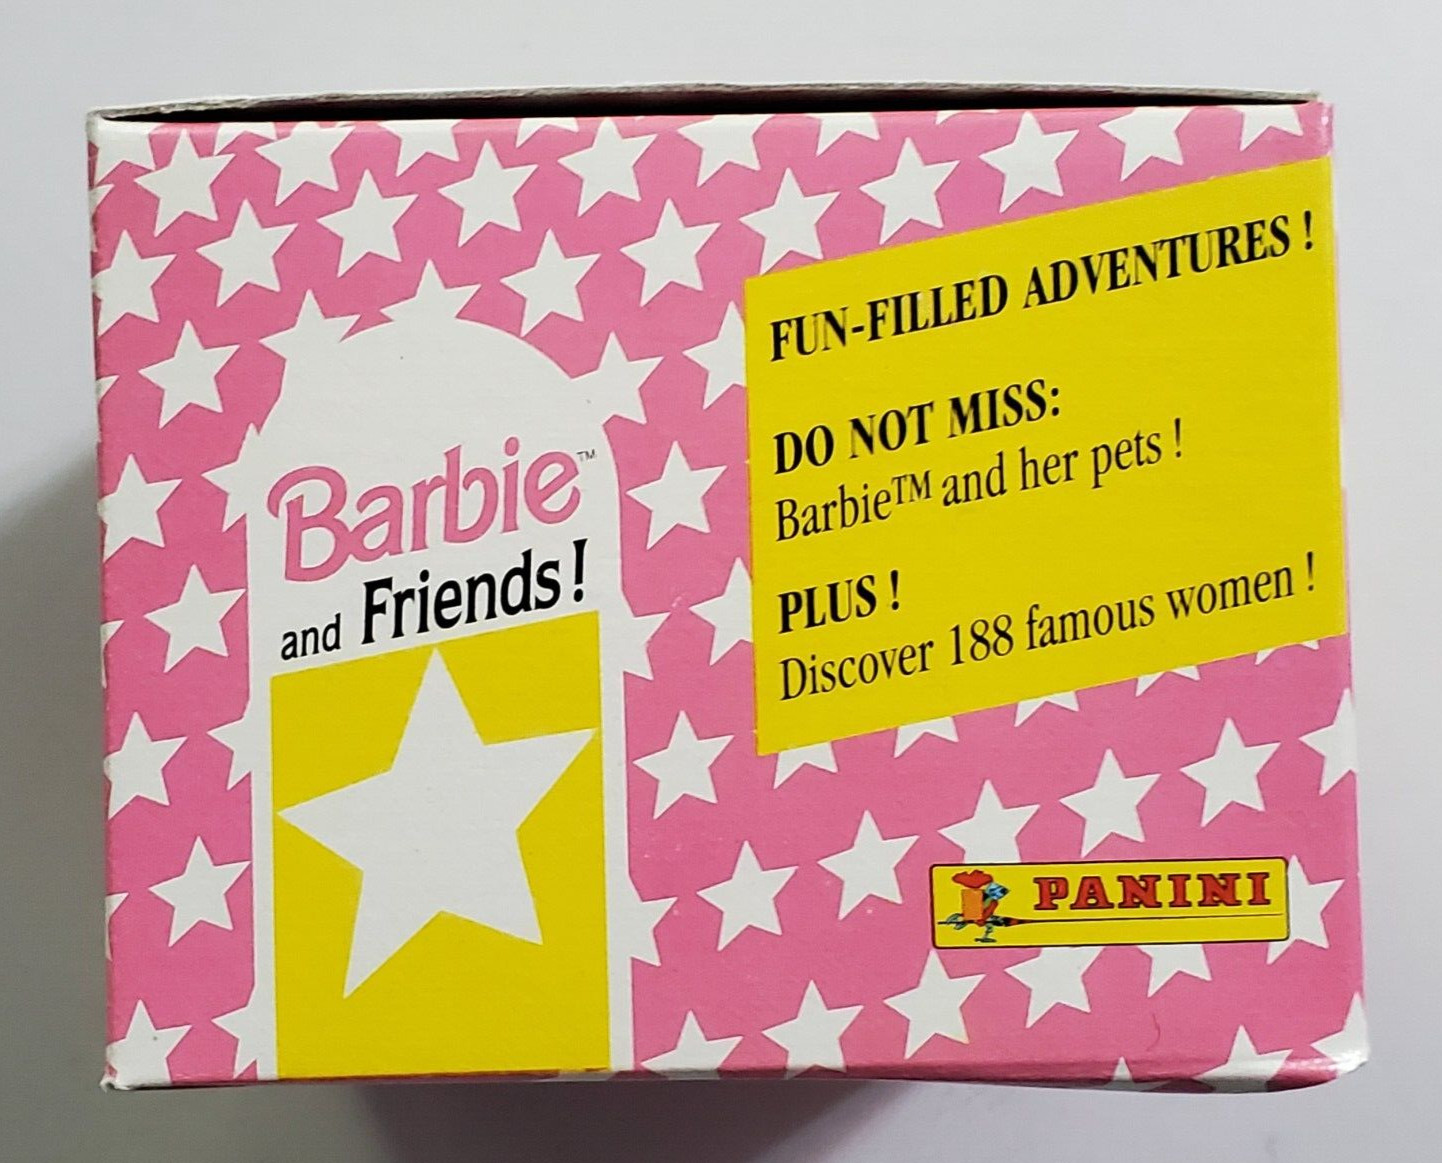 Barbie™
and Friends!
FUN-FILLED ADVENTURES !
DO NOT MISS:
Barbie™ and her pets !
PLUS !
Discover 188 famous women !
PANINI